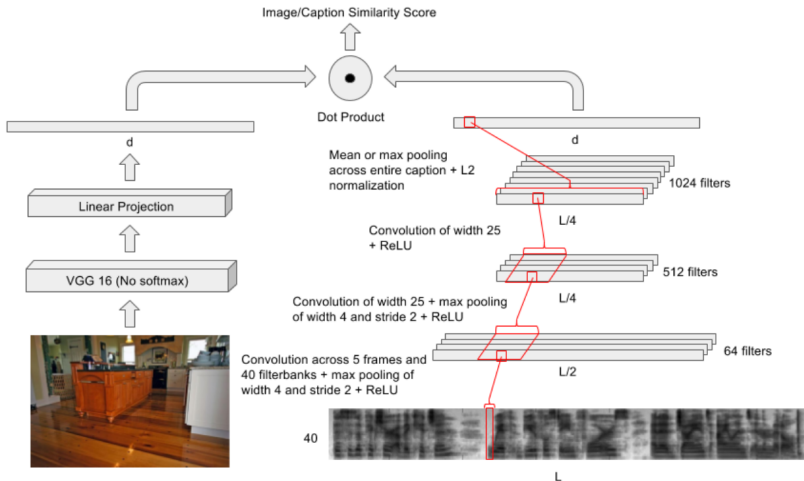 Image/Caption Similarity Score
Dot Product
d
d
Mean or max pooling
across entire caption + L2
normalization
1024 filters
Linear Projection
L/4
Convolution of width 25
+ ReLU
VGG 16 (No softmax)
512 filters
L/4
Convolution of width 25 + max pooling
of width 4 and stride 2 + ReLU
64 filters
Convolution across 5 frames and
40 filterbanks + max pooling of
width 4 and stride 2 + ReLU
L/2
40
L